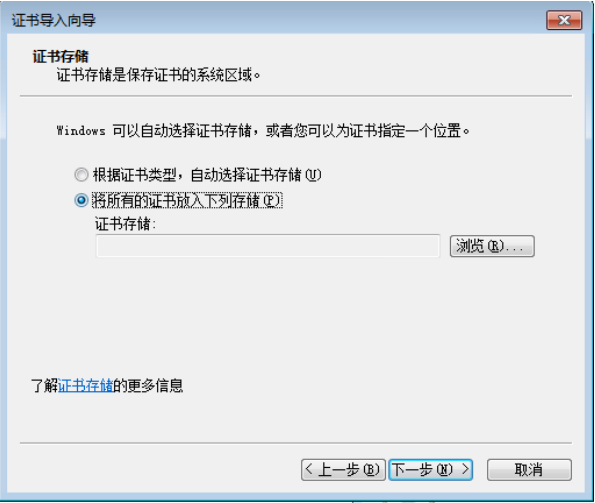 证书导入向导
证书存储
证书存储是保存证书的系统区域。
Windows 可以自动选择证书存储，或者您可以为证书指定一个位置。
根据证书类型，自动选择证书存储(U)
将所有的证书放入下列存储(P)
证书存储:
浏览(R)...
了解证书存储的更多信息
< 上一步(B) 下一步(N) > 取消